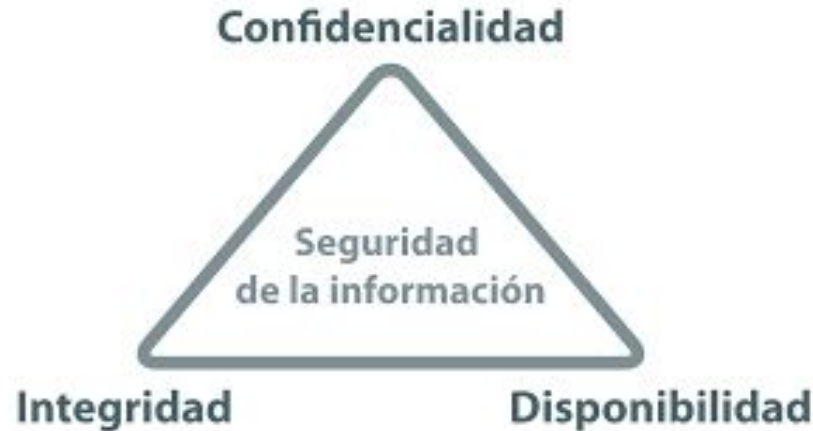 Confidencialidad
Seguridad
de la información
Integridad
Disponibilidad